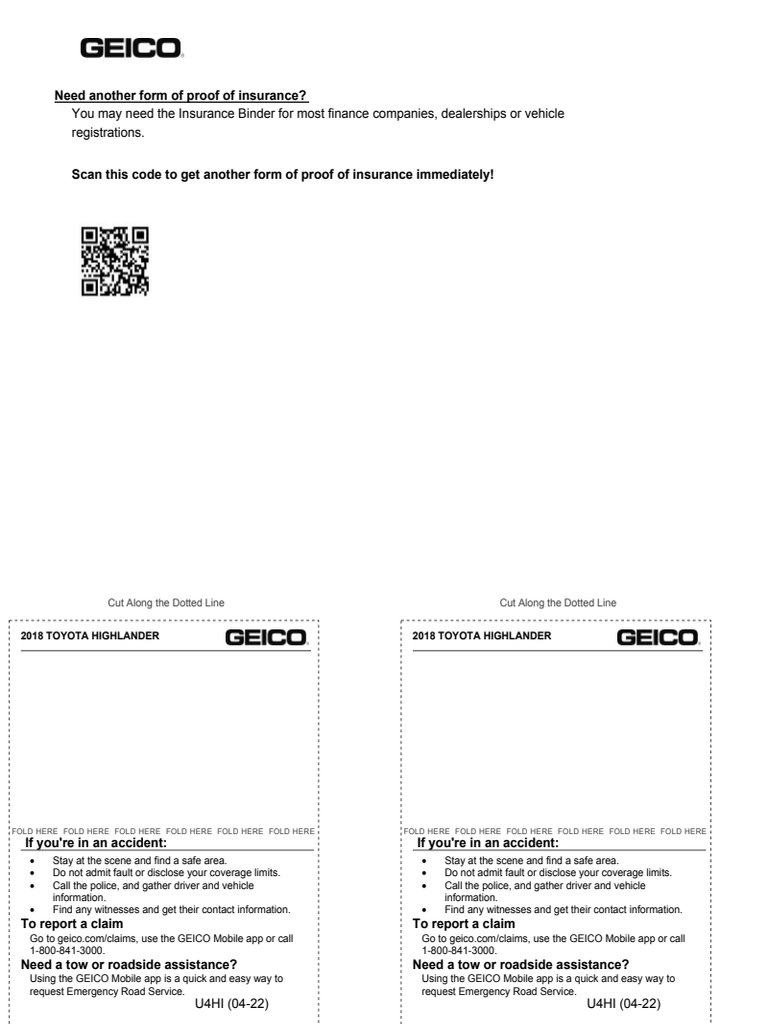 GEICO.
Need another form of proof of insurance?
You may need the Insurance Binder for most finance companies, dealerships or vehicle
registrations.
Scan this code to get another form of proof of insurance immediately!
Cut Along the Dotted Line
2018 TOYOTA HIGHLANDER GEICO.
FOLD HERE FOLD HERE FOLD HERE FOLD HERE FOLD HERE FOLD HERE
If you're in an accident:
• Stay at the scene and find a safe area.
• Do not admit fault or disclose your coverage limits.
• Call the police, and gather driver and vehicle
information.
• Find any witnesses and get their contact information.
To report a claim
Go to geico.com/claims, use the GEICO Mobile app or call
1-800-841-3000.
Need a tow or roadside assistance?
Using the GEICO Mobile app is a quick and easy way to
request Emergency Road Service.
U4HI (04-22)
Cut Along the Dotted Line
2018 TOYOTA HIGHLANDER GEICO.
FOLD HERE FOLD HERE FOLD HERE FOLD HERE FOLD HERE FOLD HERE
If you're in an accident:
• Stay at the scene and find a safe area.
• Do not admit fault or disclose your coverage limits.
• Call the police, and gather driver and vehicle
information.
• Find any witnesses and get their contact information.
To report a claim
Go to geico.com/claims, use the GEICO Mobile app or call
1-800-841-3000.
Need a tow or roadside assistance?
Using the GEICO Mobile app is a quick and easy way to
request Emergency Road Service.
U4HI (04-22)